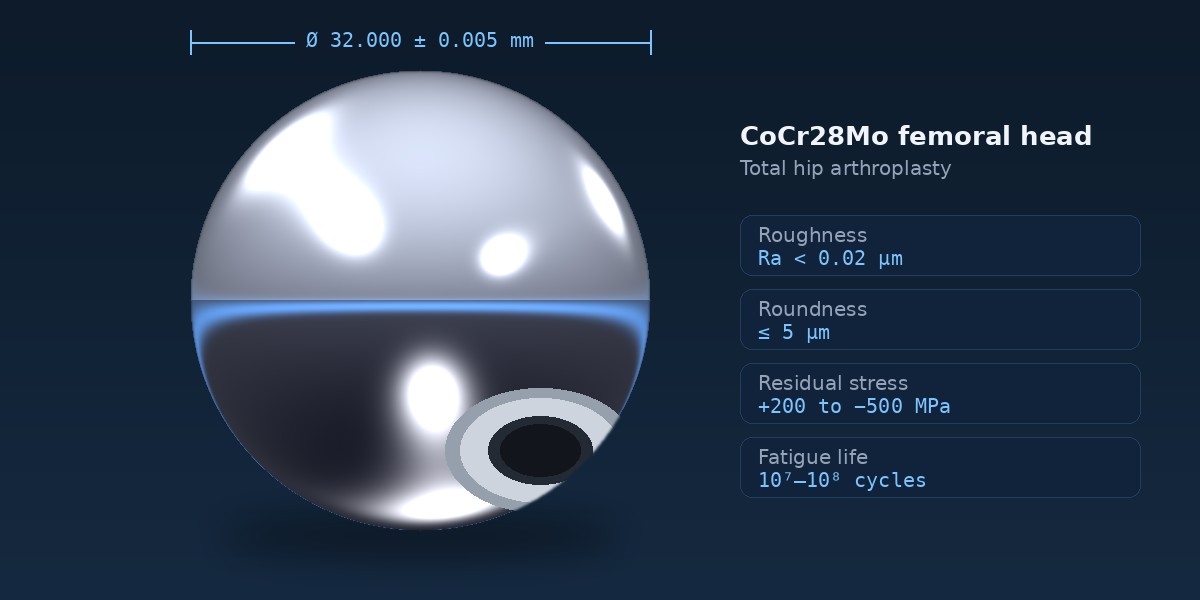 Ø 32.000 ± 0.005 mm
CoCr28Mo femoral head
Total hip arthroplasty
Roughness
Ra < 0.02 µm
Roundness
≤ 5 µm
Residual stress
+200 to −500 MPa
Fatigue life
10⁷–10⁸ cycles